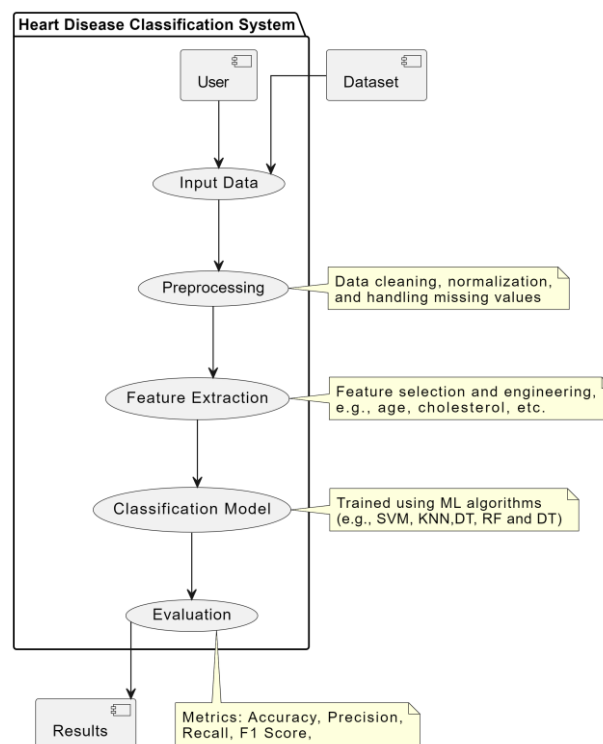 Heart Disease Classification System
User
Dataset
Input Data
Preprocessing
Data cleaning, normalization,
and handling missing values
Feature Extraction
Feature selection and engineering,
e.g., age, cholesterol, etc.
Classification Model
Trained using ML algorithms
(e.g., SVM, KNN,DT, RF and DT)
Evaluation
Results
Metrics: Accuracy, Precision,
Recall, F1 Score,